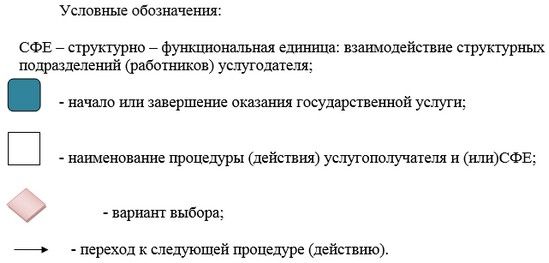 Условные обозначения:
СФЕ – структурно – функциональная единица: взаимодействие структурных
подразделений (работников) услугодателя;
- начало или завершение оказания государственной услуги;
- наименование процедуры (действия) услугополучателя и (или)СФЕ;
- вариант выбора;
- переход к следующей процедуре (действию).